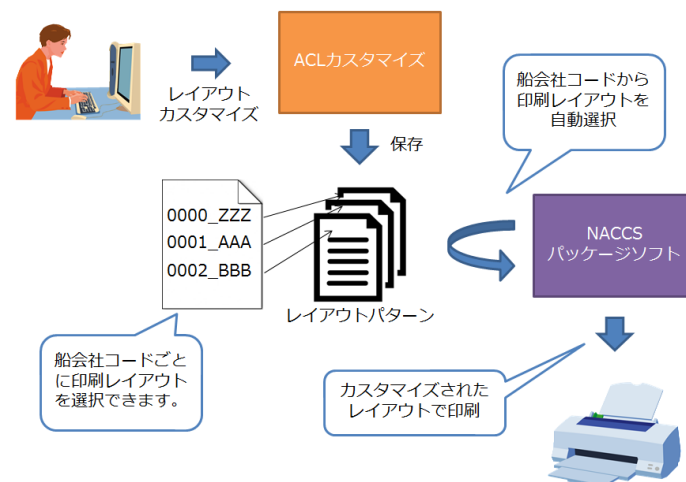 レイアウト
カスタマイズ
ACLカスタマイズ
船会社コードから
印刷レイアウトを
自動選択
保存
0000_ZZZ
0001_AAA
0002_BBB
NACCS
パッケージソフト
レイアウトパターン
船会社コードごと
に印刷レイアウト
を選択できます。
カスタマイズされた
レイアウトで印刷